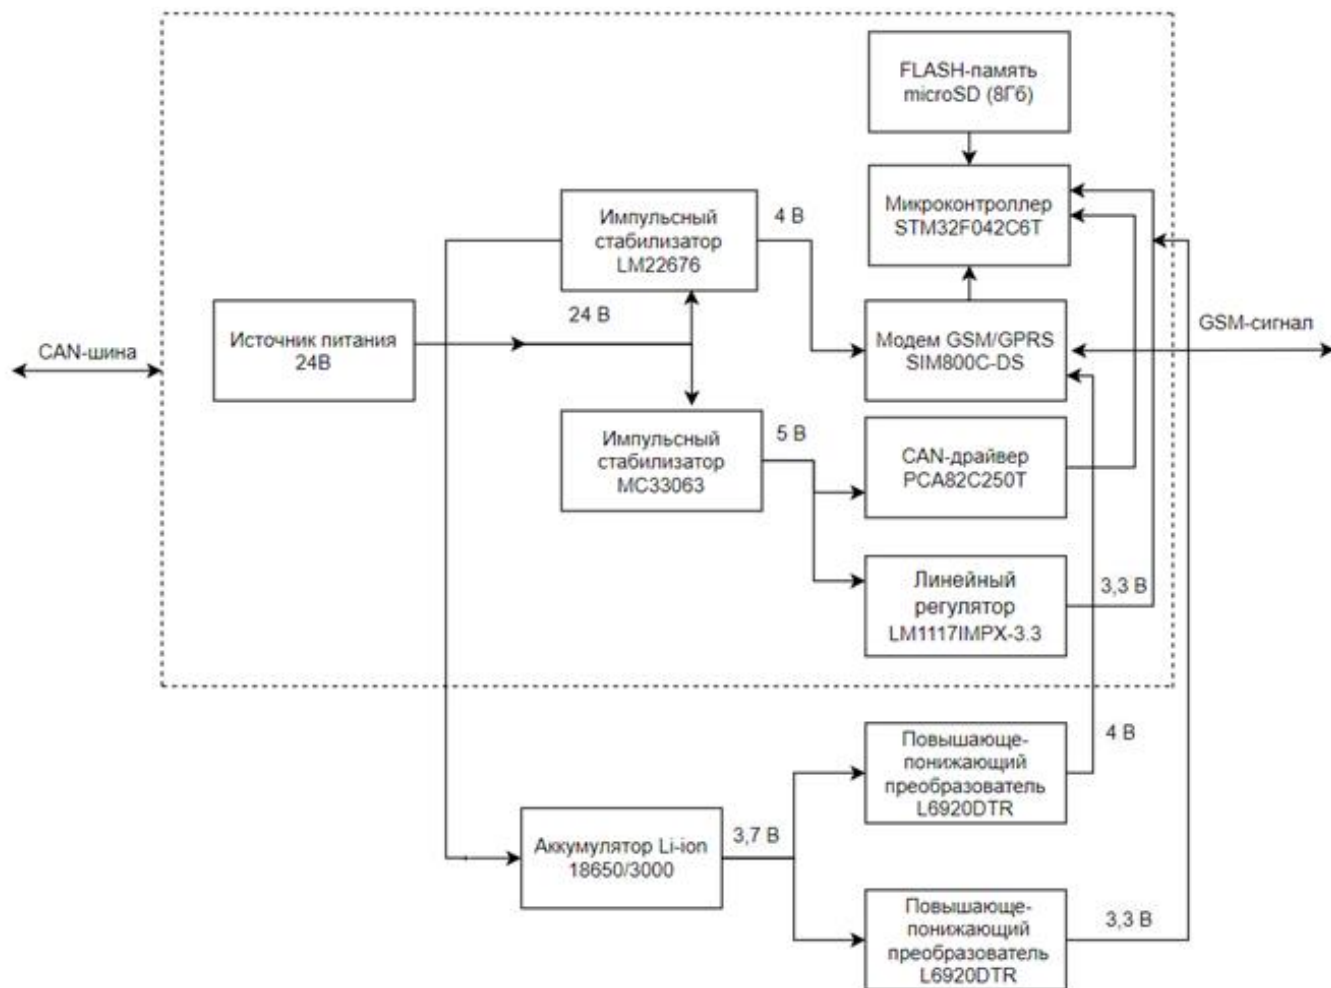 FLASH-память
microSD (8Гб)
Микроконтроллер
STM32F042C6T
Импульсный
стабилизатор
LM22676
4 В
24 В
Источник питания
24В
CAN-шина
Модем GSM/GPRS
SIM800C-DS
GSM-сигнал
Импульсный
стабилизатор
MC33063
5 В
CAN-драйвер
PCA82C250T
Линейный
регулятор
LM1117IMPX-3.3
3,3 В
Повышающе-
понижающий
преобразователь
L6920DTR
4 В
Аккумулятор Li-ion
18650/3000
3,7 В
Повышающе-
понижающий
преобразователь
L6920DTR
3,3 В